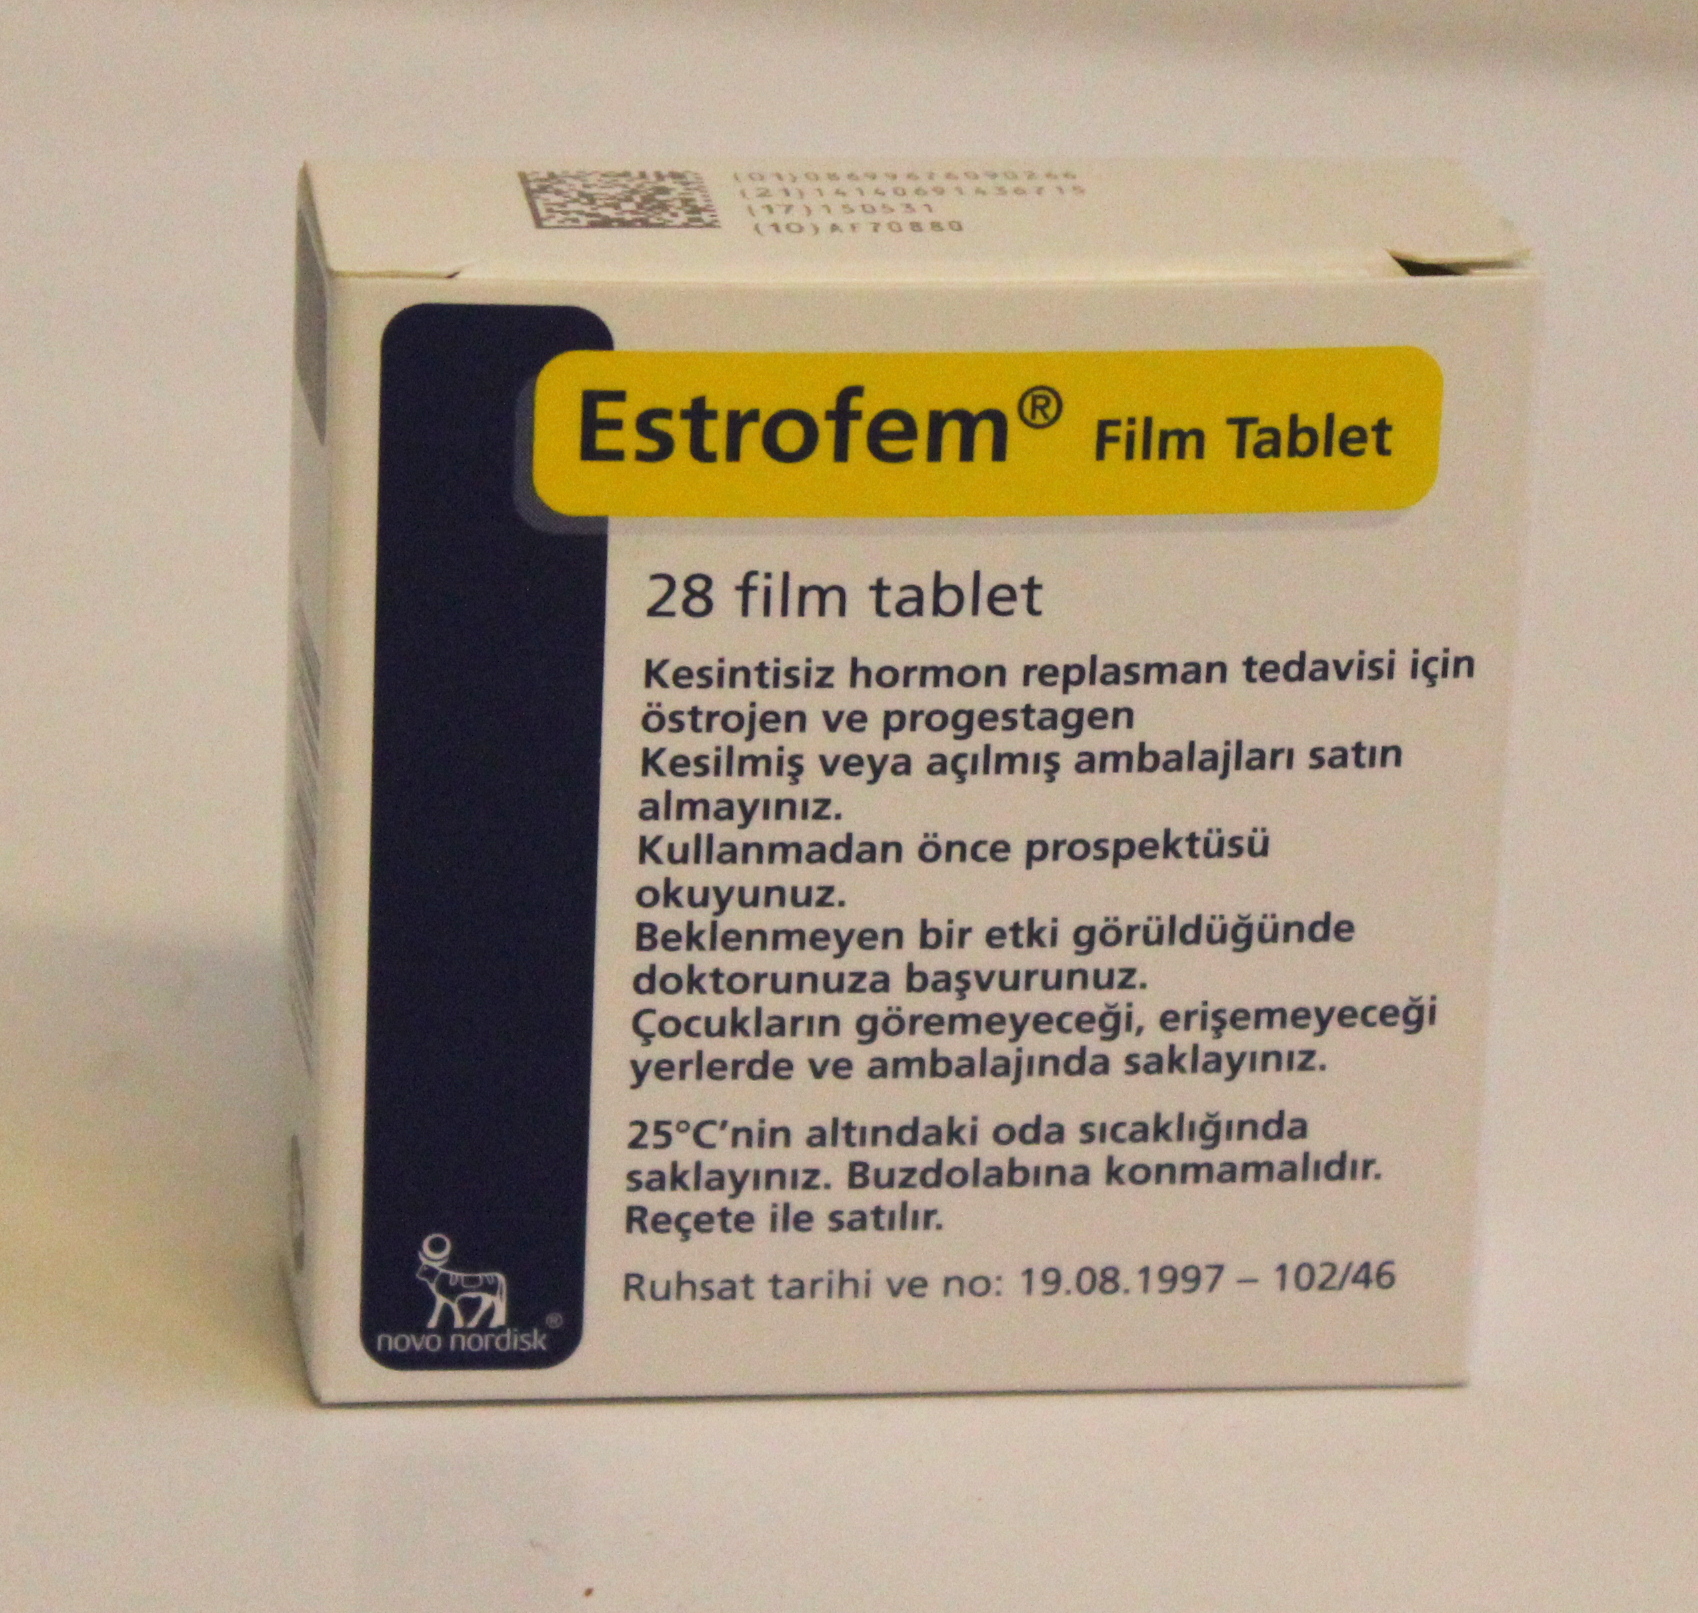 (01)08699676090266
(21)14140691436715
(17)150531
(10)AF70880
Estrofem® Film Tablet
28 film tablet
Kesintisiz hormon replasman tedavisi için
östrojen ve progestagen
Kesilmiş veya açılmış ambalajları satın
almayınız.
Kullanmadan önce prospektüsü
okuyunuz.
Beklenmeyen bir etki görüldüğünde
doktorunuza başvurunuz.
Çocukların göremeyeceği, erişemeyeceği
yerlerde ve ambalajında saklayınız.
25°C’nin altındaki oda sıcaklığında
saklayınız. Buzdolabına konmamalıdır.
Reçete ile satılır.
Ruhsat tarihi ve no: 19.08.1997 – 102/46
novo nordisk®